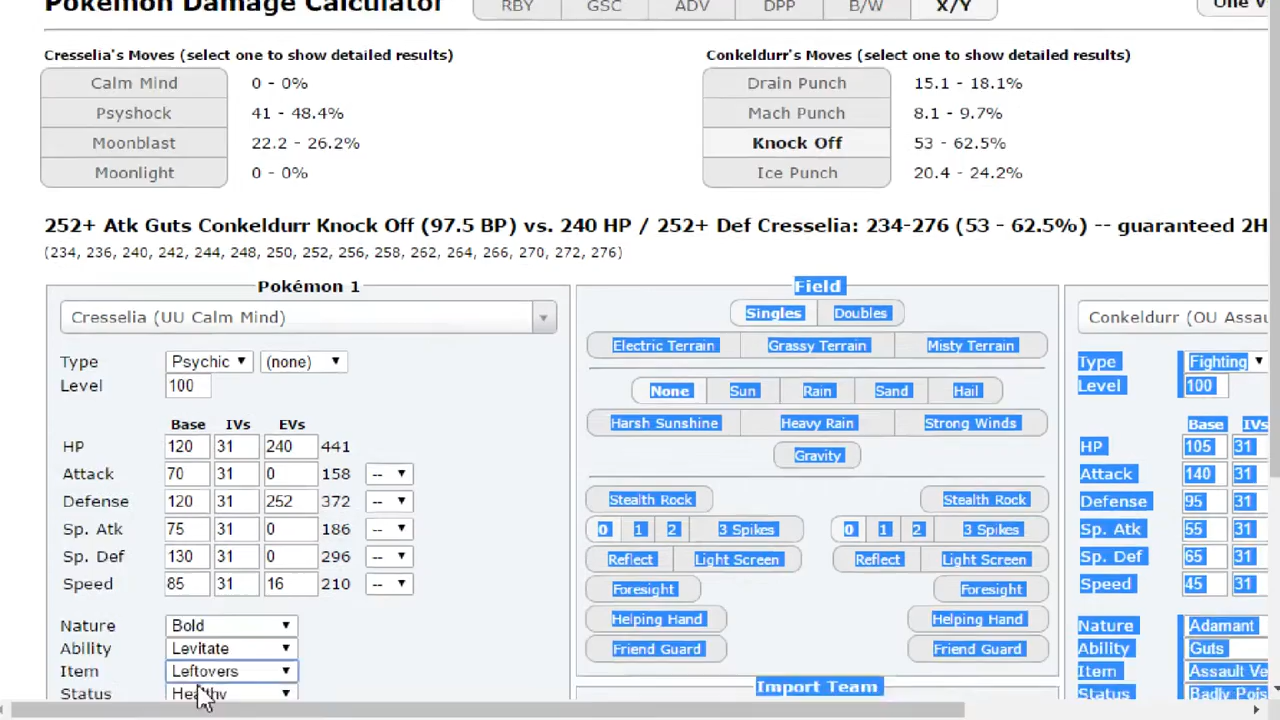 Pokémon Damage Calculator
RBY GSC ADV DPP B/W X/Y
One V
Cresselia's Moves (select one to show detailed results)
Calm Mind 0 - 0%
Psyshock 41 - 48.4%
Moonblast 22.2 - 26.2%
Moonlight 0 - 0%
Conkeldurr's Moves (select one to show detailed results)
Drain Punch 15.1 - 18.1%
Mach Punch 8.1 - 9.7%
Knock Off 53 - 62.5%
Ice Punch 20.4 - 24.2%
252+ Atk Guts Conkeldurr Knock Off (97.5 BP) vs. 240 HP / 252+ Def Cresselia: 234-276 (53 - 62.5%) -- guaranteed 2H
(234, 236, 240, 242, 244, 248, 250, 252, 256, 258, 262, 264, 266, 270, 272, 276)
Pokémon 1
Cresselia (UU Calm Mind)
Type Psychic (none)
Level 100
Base IVs EVs
HP 120 31 240 441
Attack 70 31 0 158 --
Defense 120 31 252 372 --
Sp. Atk 75 31 0 186 --
Sp. Def 130 31 0 296 --
Speed 85 31 16 210 --
Nature Bold
Ability Levitate
Item Leftovers
Status Healthy
Field
Singles Doubles
Electric Terrain Grassy Terrain Misty Terrain
None Sun Rain Sand Hail
Harsh Sunshine Heavy Rain Strong Winds
Gravity
Stealth Rock Stealth Rock
0 1 2 3 Spikes 0 1 2 3 Spikes
Reflect Light Screen Reflect Light Screen
Foresight Foresight
Helping Hand Helping Hand
Friend Guard Friend Guard
Import Team
Conkeldurr (OU Assau
Type Fighting
Level 100
Base IVs
HP 105 31
Attack 140 31
Defense 95 31
Sp. Atk 55 31
Sp. Def 65 31
Speed 45 31
Nature Adamant
Ability Guts
Item Assault Ve
Status Badly Pois